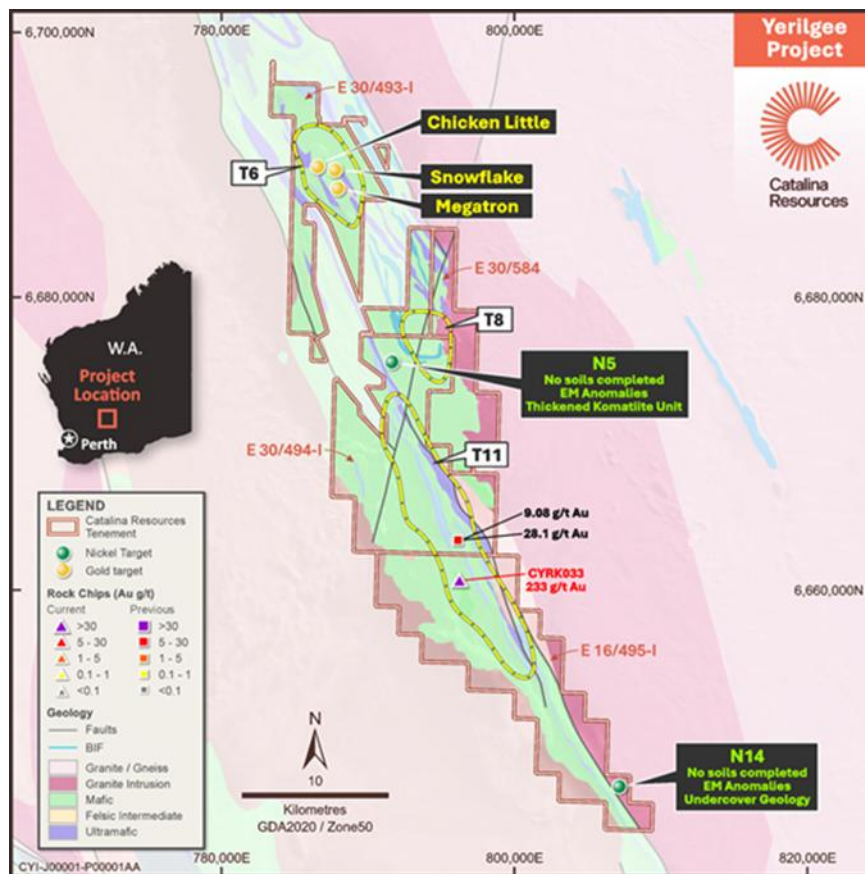 6,700,000N
780,000E
800,000E
Yerilgee
Project
Catalina
Resources
E 30/493-I
Chicken Little
T6
Snowflake
Megatron
E 30/584
6,680,000N
6,680,000N
T8
W.A.
Project
Location
Perth
N5
No soils completed
EM Anomalies
Thickened Komatiite Unit
E 30/494-I
T11
9.08 g/t Au
28.1 g/t Au
CYRK033
233 g/t Au
6,660,000N
E 16/495-I
LEGEND
Catalina Resources
Tenement
Nickel Target
Gold target
Rock Chips (Au g/t)
Current Previous
>30 >30
5 - 30 5 - 30
1 - 5 1 - 5
0.1 - 1 0.1 - 1
<0.1 <0.1
Geology
Faults
BIF
Granite / Gneiss
Granite Intrusion
Mafic
Felsic Intermediate
Ultramafic
N
10
Kilometres
GDA2020 / Zone50
N14
No soils completed
EM Anomalies
Undercover Geology
CYI-J00001-P00001AA
780,000E
800,000E
820,000E